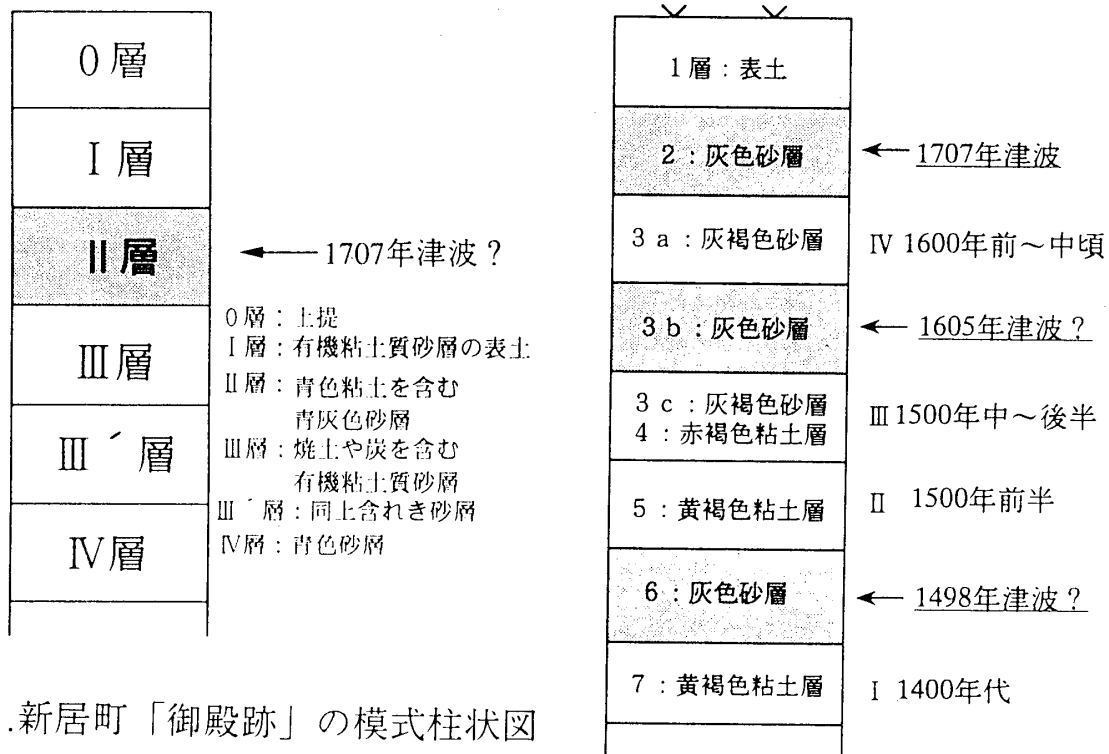 0層
Ⅰ層
Ⅱ層
Ⅲ層
Ⅲ´層
Ⅳ層
←1707年津波?
0層:土提
Ⅰ層:有機粘土質砂層の表土
Ⅱ層:青色粘土を含む
青灰色砂層
Ⅲ層:焼土や炭を含む
有機粘土質砂層
Ⅲ´層:同上含れき砂層
Ⅳ層:青色砂層
.新居町「御殿跡」の模式柱状図
1層:表土
2:灰色砂層 ←1707年津波
3a:灰褐色砂層 Ⅳ 1600年前~中頃
3b:灰色砂層 ←1605年津波?
3c:灰褐色砂層
4:赤褐色粘土層
Ⅲ 1500年中~後半
5:黄褐色粘土層 Ⅱ 1500年前半
6:灰色砂層 ←1498年津波?
7:黄褐色粘土層 Ⅰ 1400年代